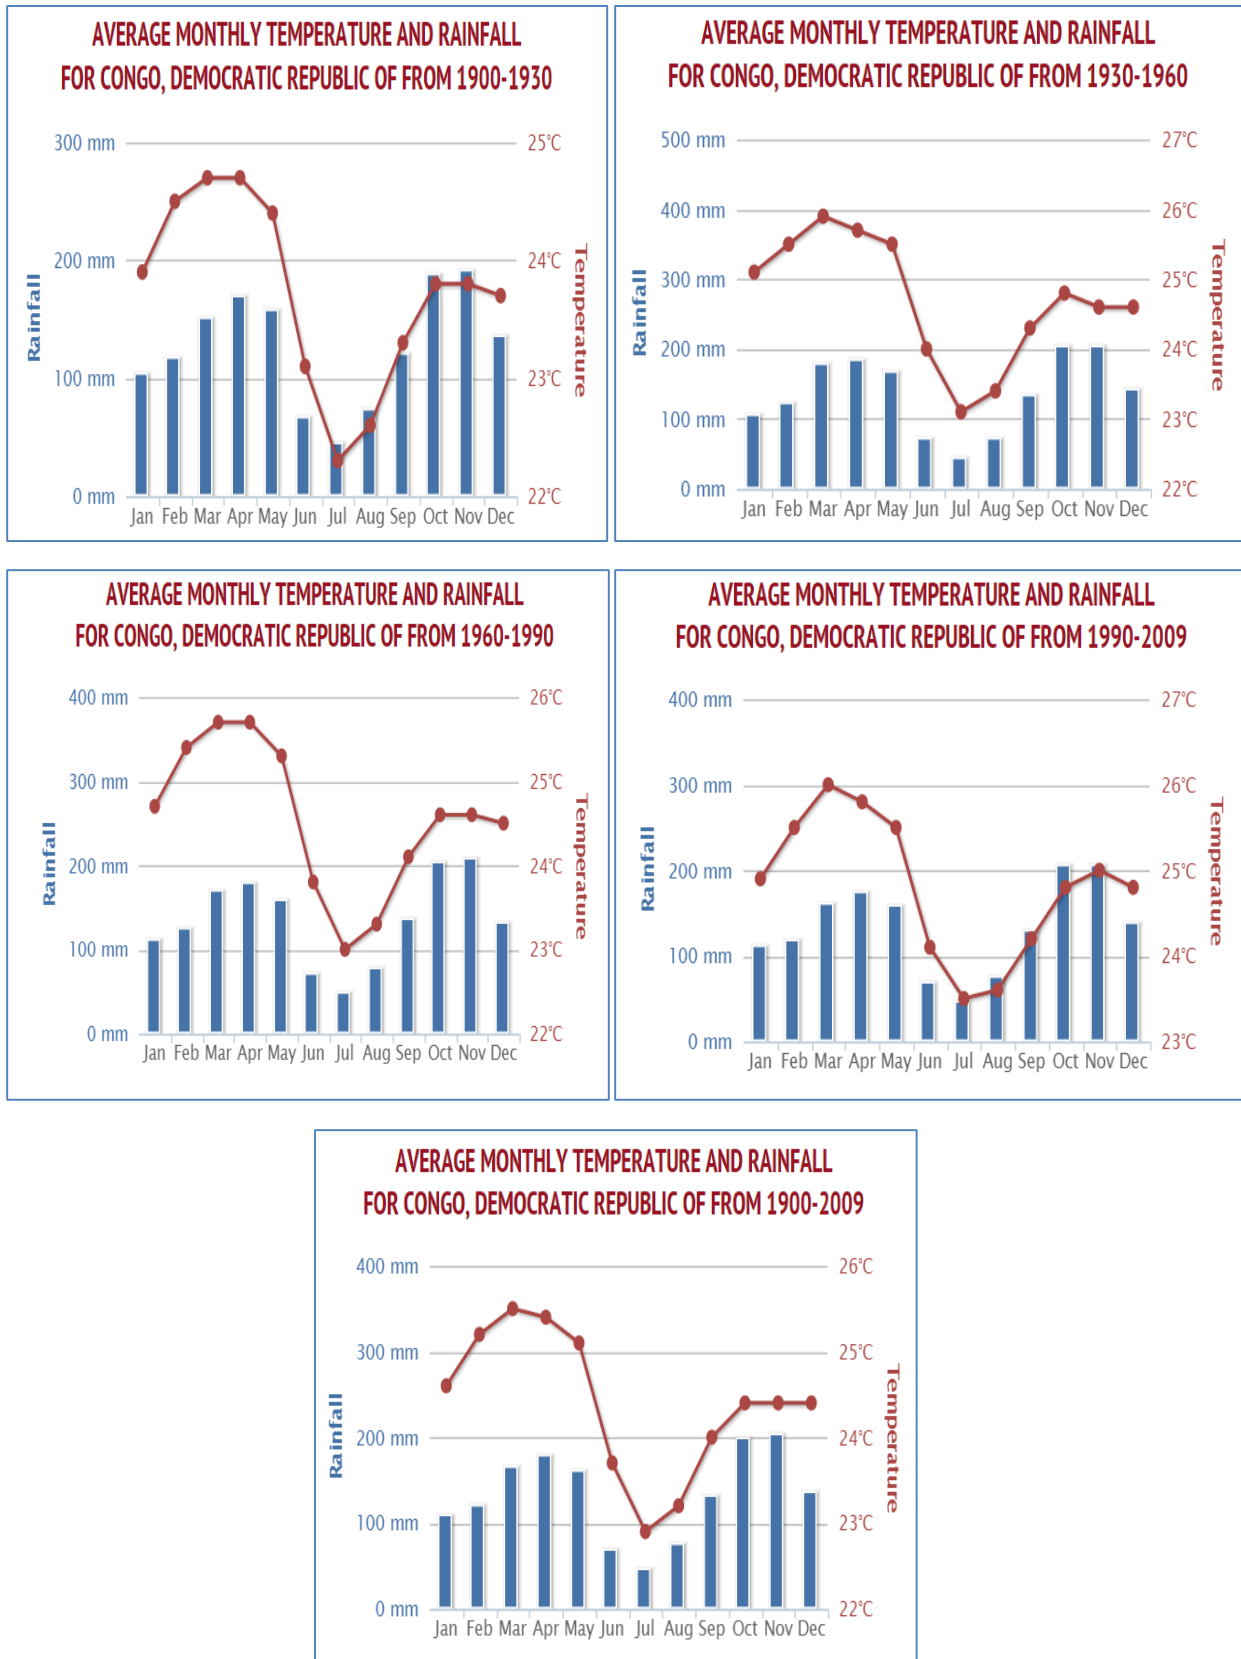 AVERAGE MONTHLY TEMPERATURE AND RAINFALL
FOR CONGO, DEMOCRATIC REPUBLIC OF FROM 1900-1930
300 mm
200 mm
100 mm
0 mm
Rainfall
25°C
24°C
23°C
22°C
Temperature
Jan Feb Mar Apr May Jun Jul Aug Sep Oct Nov Dec
AVERAGE MONTHLY TEMPERATURE AND RAINFALL
FOR CONGO, DEMOCRATIC REPUBLIC OF FROM 1930-1960
500 mm
400 mm
300 mm
200 mm
100 mm
0 mm
Rainfall
27°C
26°C
25°C
24°C
23°C
22°C
Temperature
Jan Feb Mar Apr May Jun Jul Aug Sep Oct Nov Dec
AVERAGE MONTHLY TEMPERATURE AND RAINFALL
FOR CONGO, DEMOCRATIC REPUBLIC OF FROM 1960-1990
400 mm
300 mm
200 mm
100 mm
0 mm
Rainfall
26°C
25°C
24°C
23°C
22°C
Temperature
Jan Feb Mar Apr May Jun Jul Aug Sep Oct Nov Dec
AVERAGE MONTHLY TEMPERATURE AND RAINFALL
FOR CONGO, DEMOCRATIC REPUBLIC OF FROM 1990-2009
400 mm
300 mm
200 mm
100 mm
0 mm
Rainfall
27°C
26°C
25°C
24°C
23°C
Temperature
Jan Feb Mar Apr May Jun Jul Aug Sep Oct Nov Dec
AVERAGE MONTHLY TEMPERATURE AND RAINFALL
FOR CONGO, DEMOCRATIC REPUBLIC OF FROM 1900-2009
400 mm
300 mm
200 mm
100 mm
0 mm
Rainfall
26°C
25°C
24°C
23°C
22°C
Temperature
Jan Feb Mar Apr May Jun Jul Aug Sep Oct Nov Dec